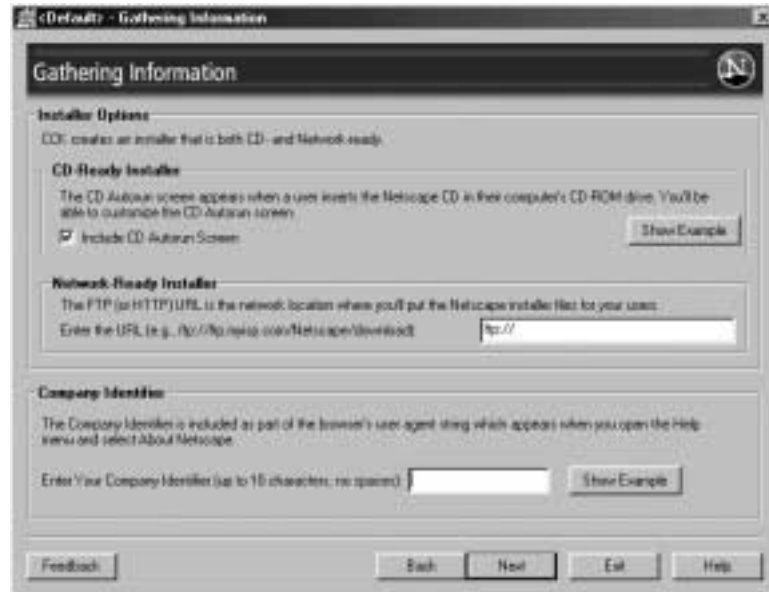 <Default> - Gathering Information
Gathering Information
N
Installer Options
CCK creates an installer that is both CD- and Network-ready.
CD-Ready Installer
The CD Autorun screen appears when a user inserts the Netscape CD in their computer's CD-ROM drive. You'll be
able to customize the CD Autorun screen.
Include CD Autorun Screen
Show Example
Network-Ready Installer
The FTP (or HTTP) URL is the network location where you'll put the Netscape installer files for your users.
Enter the URL (e.g., ftp://ftp.myisp.com/Netscape/download):
ftp://
Company Identifier
The Company Identifier is included as part of the browser's user agent string which appears when you open the Help
menu and select About Netscape.
Enter Your Company Identifier (up to 10 characters; no spaces):
Show Example
Feedback
Back
Next
Exit
Help